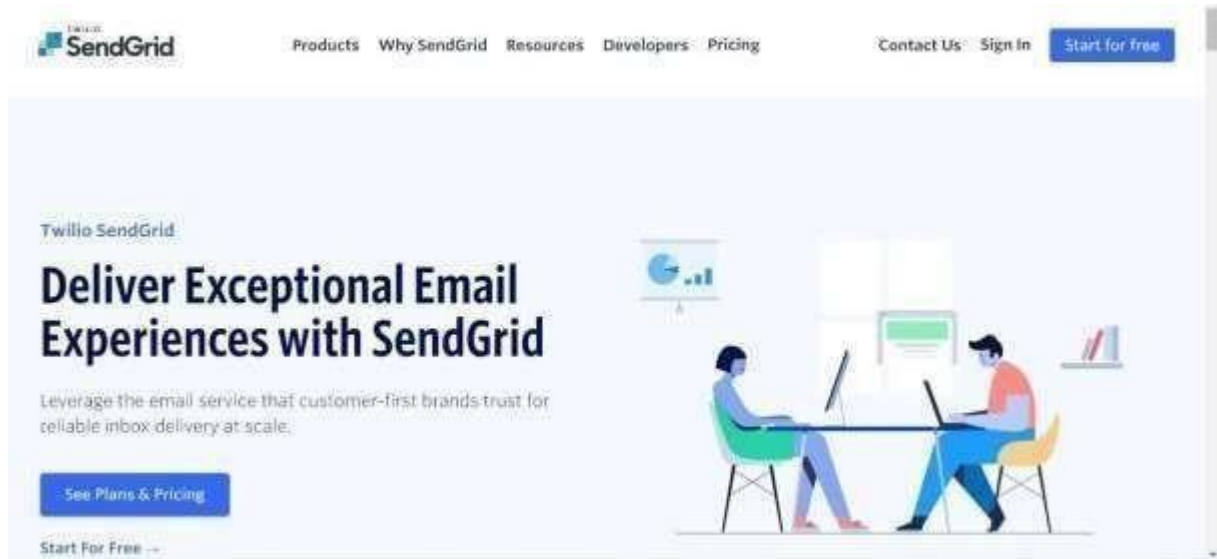 SendGrid
Products Why SendGrid Resources Developers Pricing Contact Us Sign In Start for free
Twilio SendGrid
Deliver Exceptional Email
Experiences with SendGrid
Leverage the email service that customer-first brands trust for
reliable inbox delivery at scale.
See Plans & Pricing
Start For Free →